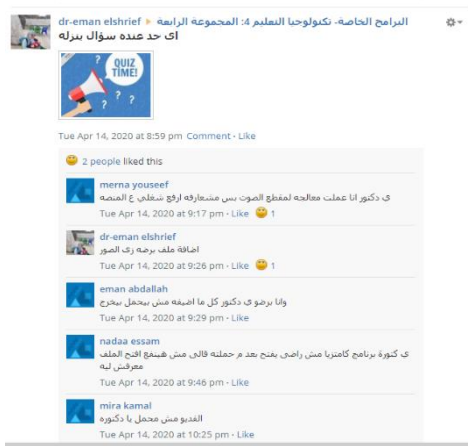 dr-eman elshrief ▸ البرامج الخاصة- تكنولوجيا التعليم 4: المجموعة الرابعة
اى حد عنده سؤال ينزله
QUIZ
TIME!
Tue Apr 14, 2020 at 8:59 pm Comment · Like
2 people liked this
merna youseef
ى دكتور انا عملت معالجه لمقطع الصوت بس مشعارفه ارفع شغلي ع المنصه
Tue Apr 14, 2020 at 9:17 pm · Like 1
dr-eman elshrief
اضافة ملف برضه زى الصور
Tue Apr 14, 2020 at 9:26 pm · Like 1
eman abdallah
وانا برضو ى دكتور كل ما اضيفه مش بيحمل بيخرج
Tue Apr 14, 2020 at 9:29 pm · Like
nadaa essam
ى كتورة برنامج كامتزيا مش راضى يفتح بعد م حملته قالى مش هينفع افتح الملف
معرفش ليه
Tue Apr 14, 2020 at 9:46 pm · Like
mira kamal
الفديو مش محمل يا دكتوره
Tue Apr 14, 2020 at 10:25 pm · Like